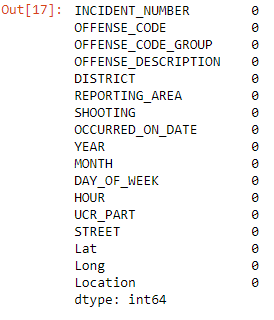 Out[17]: INCIDENT_NUMBER 0
OFFENSE_CODE 0
OFFENSE_CODE_GROUP 0
OFFENSE_DESCRIPTION 0
DISTRICT 0
REPORTING_AREA 0
SHOOTING 0
OCCURRED_ON_DATE 0
YEAR 0
MONTH 0
DAY_OF_WEEK 0
HOUR 0
UCR_PART 0
STREET 0
Lat 0
Long 0
Location 0
dtype: int64